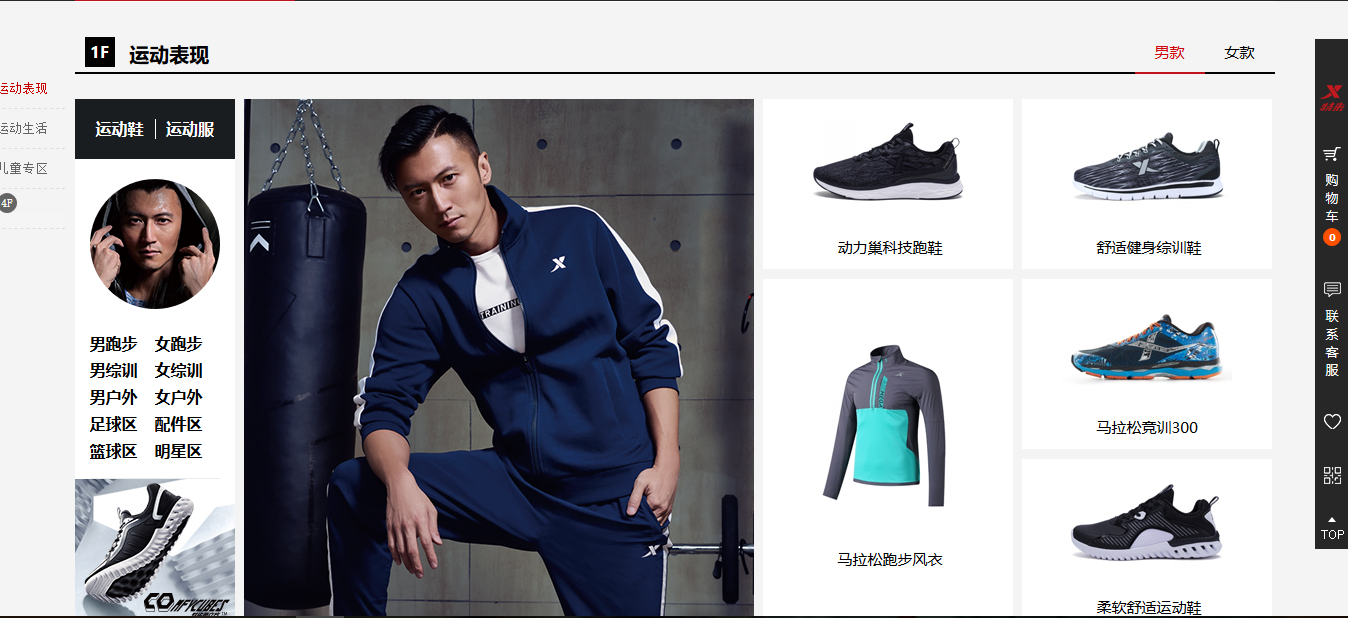 1F 运动表现
男款 女款
运动表现
运动生活
儿童专区
4F
运动鞋 运动服
男跑步 女跑步
男综训 女综训
男户外 女户外
足球区 配件区
篮球区 明星区
COMFYCUBES
TRAINING
动力巢科技跑鞋
舒适健身综训鞋
马拉松跑步风衣
马拉松竞训300
柔软舒适运动鞋
特步
购物车
0
联系客服
TOP